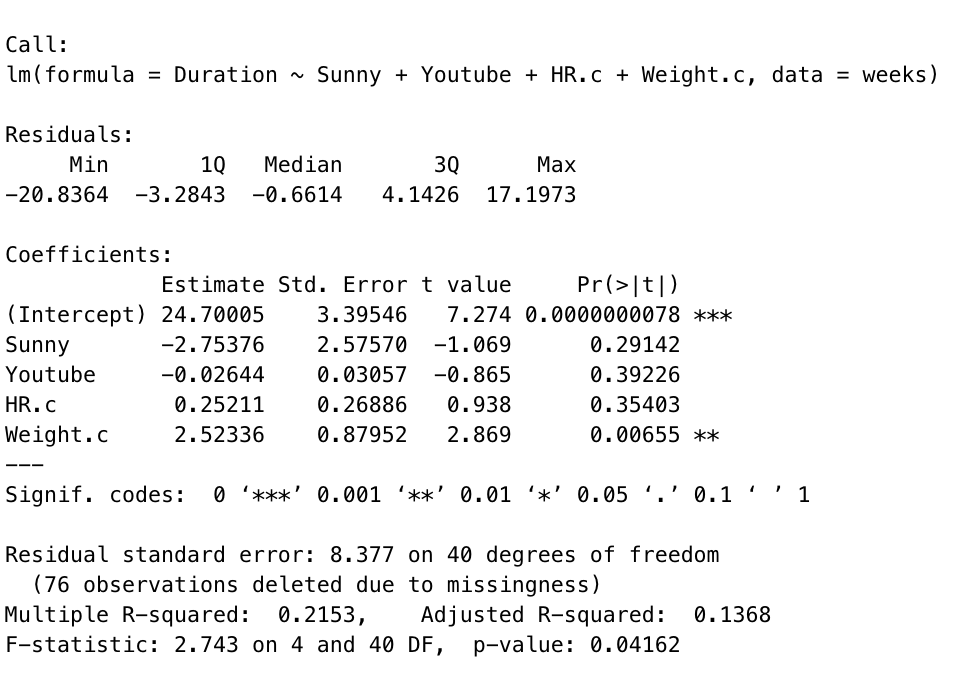 Call:
lm(formula = Duration ~ Sunny + Youtube + HR.c + Weight.c, data = weeks)
Residuals:
     Min       1Q   Median       3Q      Max
−20.8364  −3.2843  −0.6614   4.1426  17.1973
Coefficients:
            Estimate Std. Error t value     Pr(>|t|)
(Intercept) 24.70005    3.39546   7.274 0.0000000078 ***
Sunny       −2.75376    2.57570  −1.069      0.29142
Youtube     −0.02644    0.03057  −0.865      0.39226
HR.c         0.25211    0.26886   0.938      0.35403
Weight.c     2.52336    0.87952   2.869      0.00655 **
−−−
Signif. codes:  0 ‘***’ 0.001 ‘**’ 0.01 ‘*’ 0.05 ‘.’ 0.1 ‘ ’ 1
Residual standard error: 8.377 on 40 degrees of freedom
  (76 observations deleted due to missingness)
Multiple R−squared:  0.2153,    Adjusted R−squared:  0.1368
F−statistic: 2.743 on 4 and 40 DF,  p−value: 0.04162